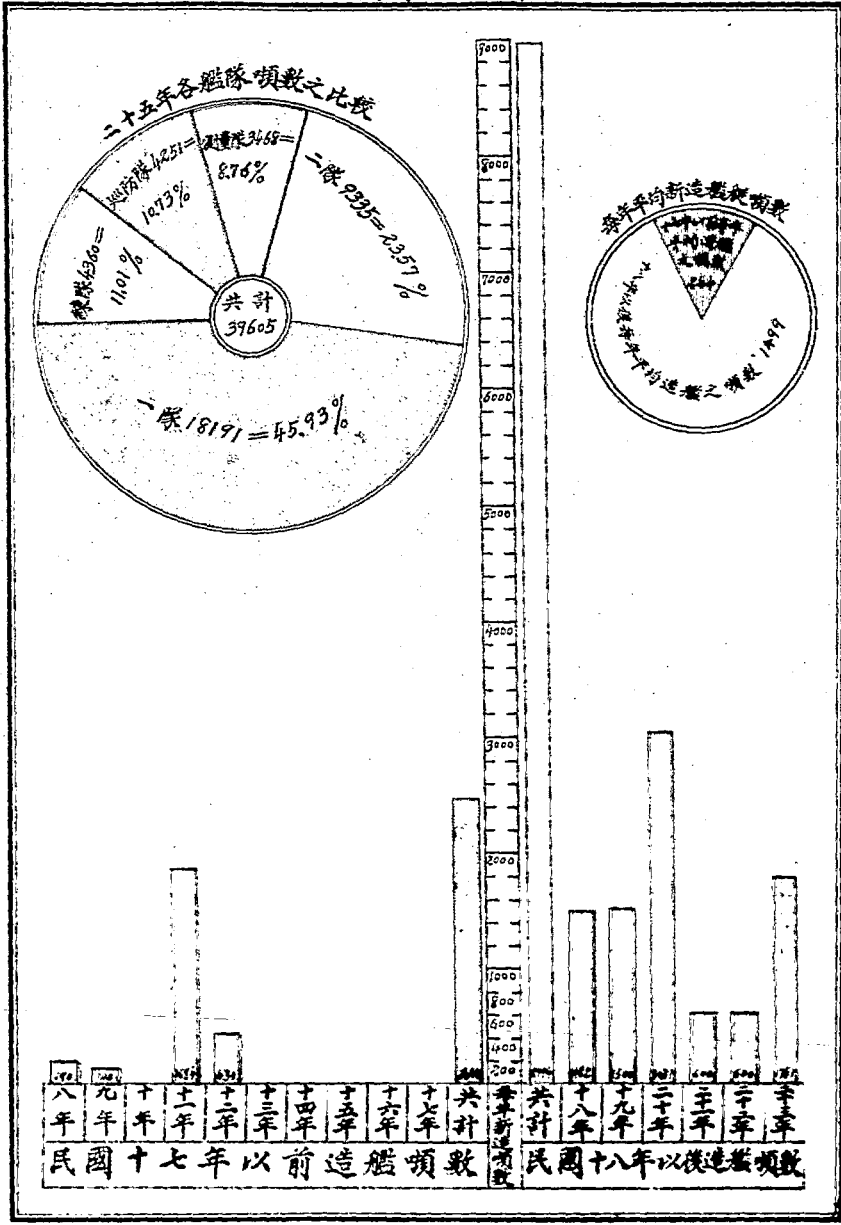 二十五年各艦隊噸數之比較
練隊4360=
11.01%
巡防隊4251=
10.73%
測量隊3468=
8.76%
二隊9335=23.57%
共計
39605
一隊18191=45.93%
每年平均新造艦艇噸數
十八年以後每年平均造艦之噸數1499
9000
8000
7000
6000
5000
4000
3000
2000
1000
800
600
400
200
每年新造噸數
八年
九年
十年
十一年
十二年
十三年
十四年
十五年
十六年
十七年
共計
民國十七年以前造艦噸數
共計
十八年
十九年
二十年
二十一年
二十二年
二十三年
民國十八年以後造艦噸數